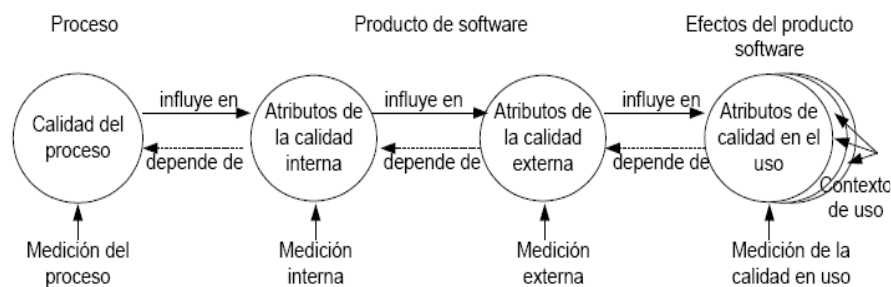 Proceso
Producto de software
Efectos del producto
software
Calidad del
proceso
influye en
depende de
Atributos de
la calidad
interna
influye en
depende de
Atributos de
la calidad
externa
influye en
depende de
Atributos de
calidad en el
uso
Contexto
de uso
Medición del
proceso
Medición
interna
Medición
externa
Medición de la
calidad en uso